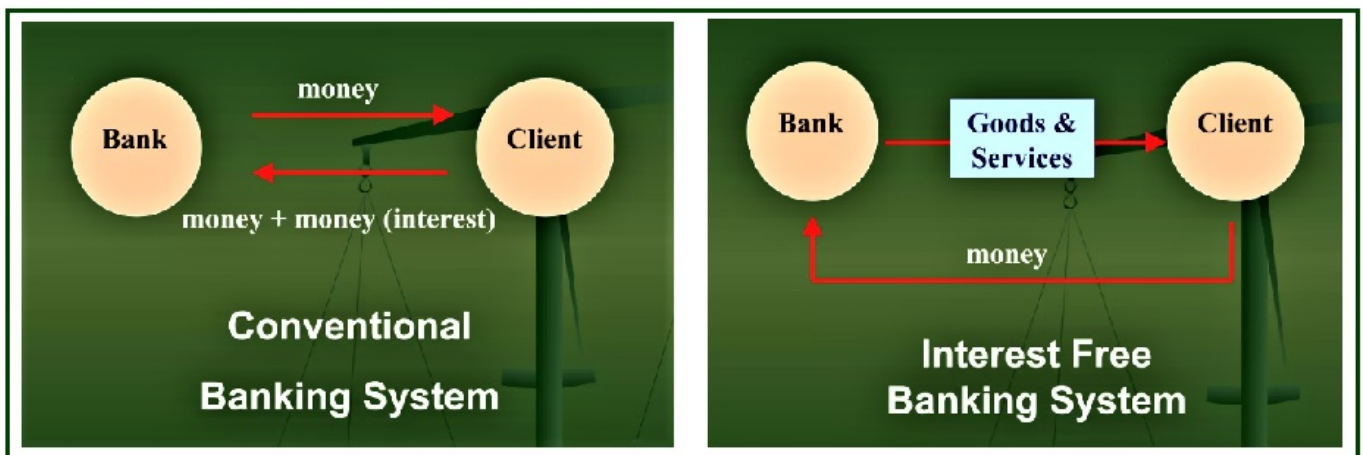 money
Bank
Client
money + money (interest)
Conventional
Banking System
Bank
Goods &
Services
Client
money
Interest Free
Banking System